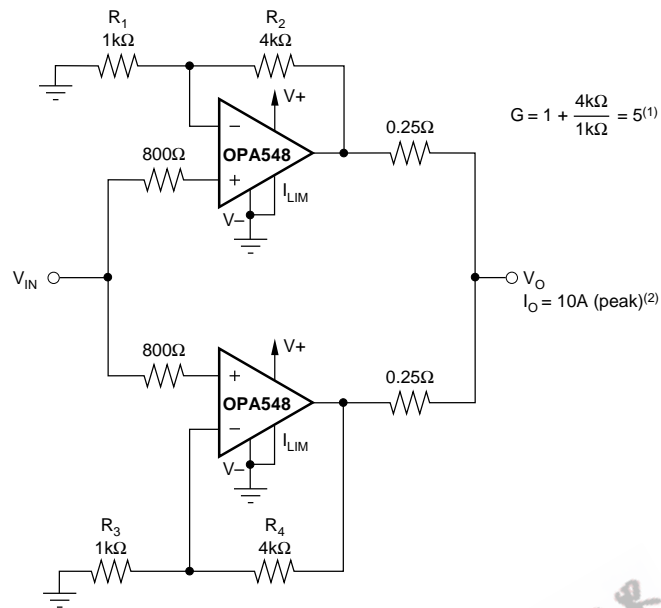 R1
1kΩ
R2
4kΩ
V+
G = 1 + 4kΩ/1kΩ = 5(1)
0.25Ω
–
OPA548
800Ω
+
ILIM
V–
VIN
VO
IO = 10A (peak)(2)
V+
800Ω
0.25Ω
+
OPA548
–
ILIM
V–
R3
1kΩ
R4
4kΩ